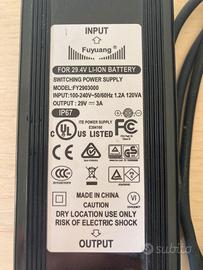 INPUT
Fuyuang
FOR 29.4V LI-ION BATTERY
SWITCHING POWER SUPPLY
MODEL:FY2903000
INPUT:100-240V~50/60Hz 1.2A 120VA
OUTPUT : 29V 3A
IP67
ITE POWER SUPPLY
E384100
LISTED
MADE IN CHINA
CAUTION
DRY LOCATION USE ONLY
RISK OF ELECTRIC SHOCK
OUTPUT
subito